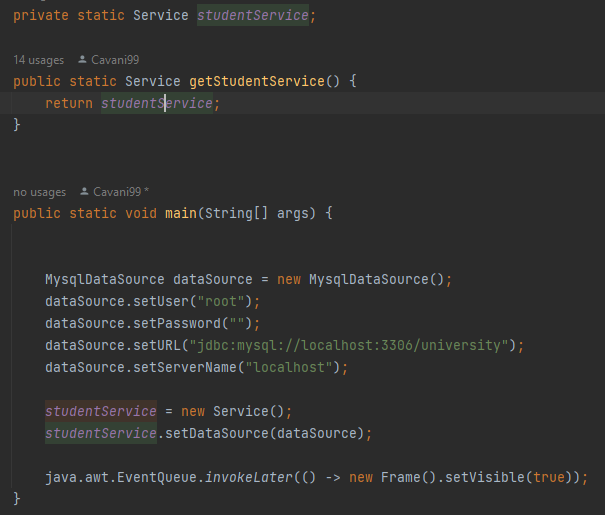 private static Service studentService;
14 usages Cavani99
public static Service getStudentService() {
return studentService;
}
no usages Cavani99 *
public static void main(String[] args) {
MysqlDataSource dataSource = new MysqlDataSource();
dataSource.setUser("root");
dataSource.setPassword("");
dataSource.setURL("jdbc:mysql://localhost:3306/university");
dataSource.setServerName("localhost");
studentService = new Service();
studentService.setDataSource(dataSource);
java.awt.EventQueue.invokeLater(() -> new Frame().setVisible(true));
}